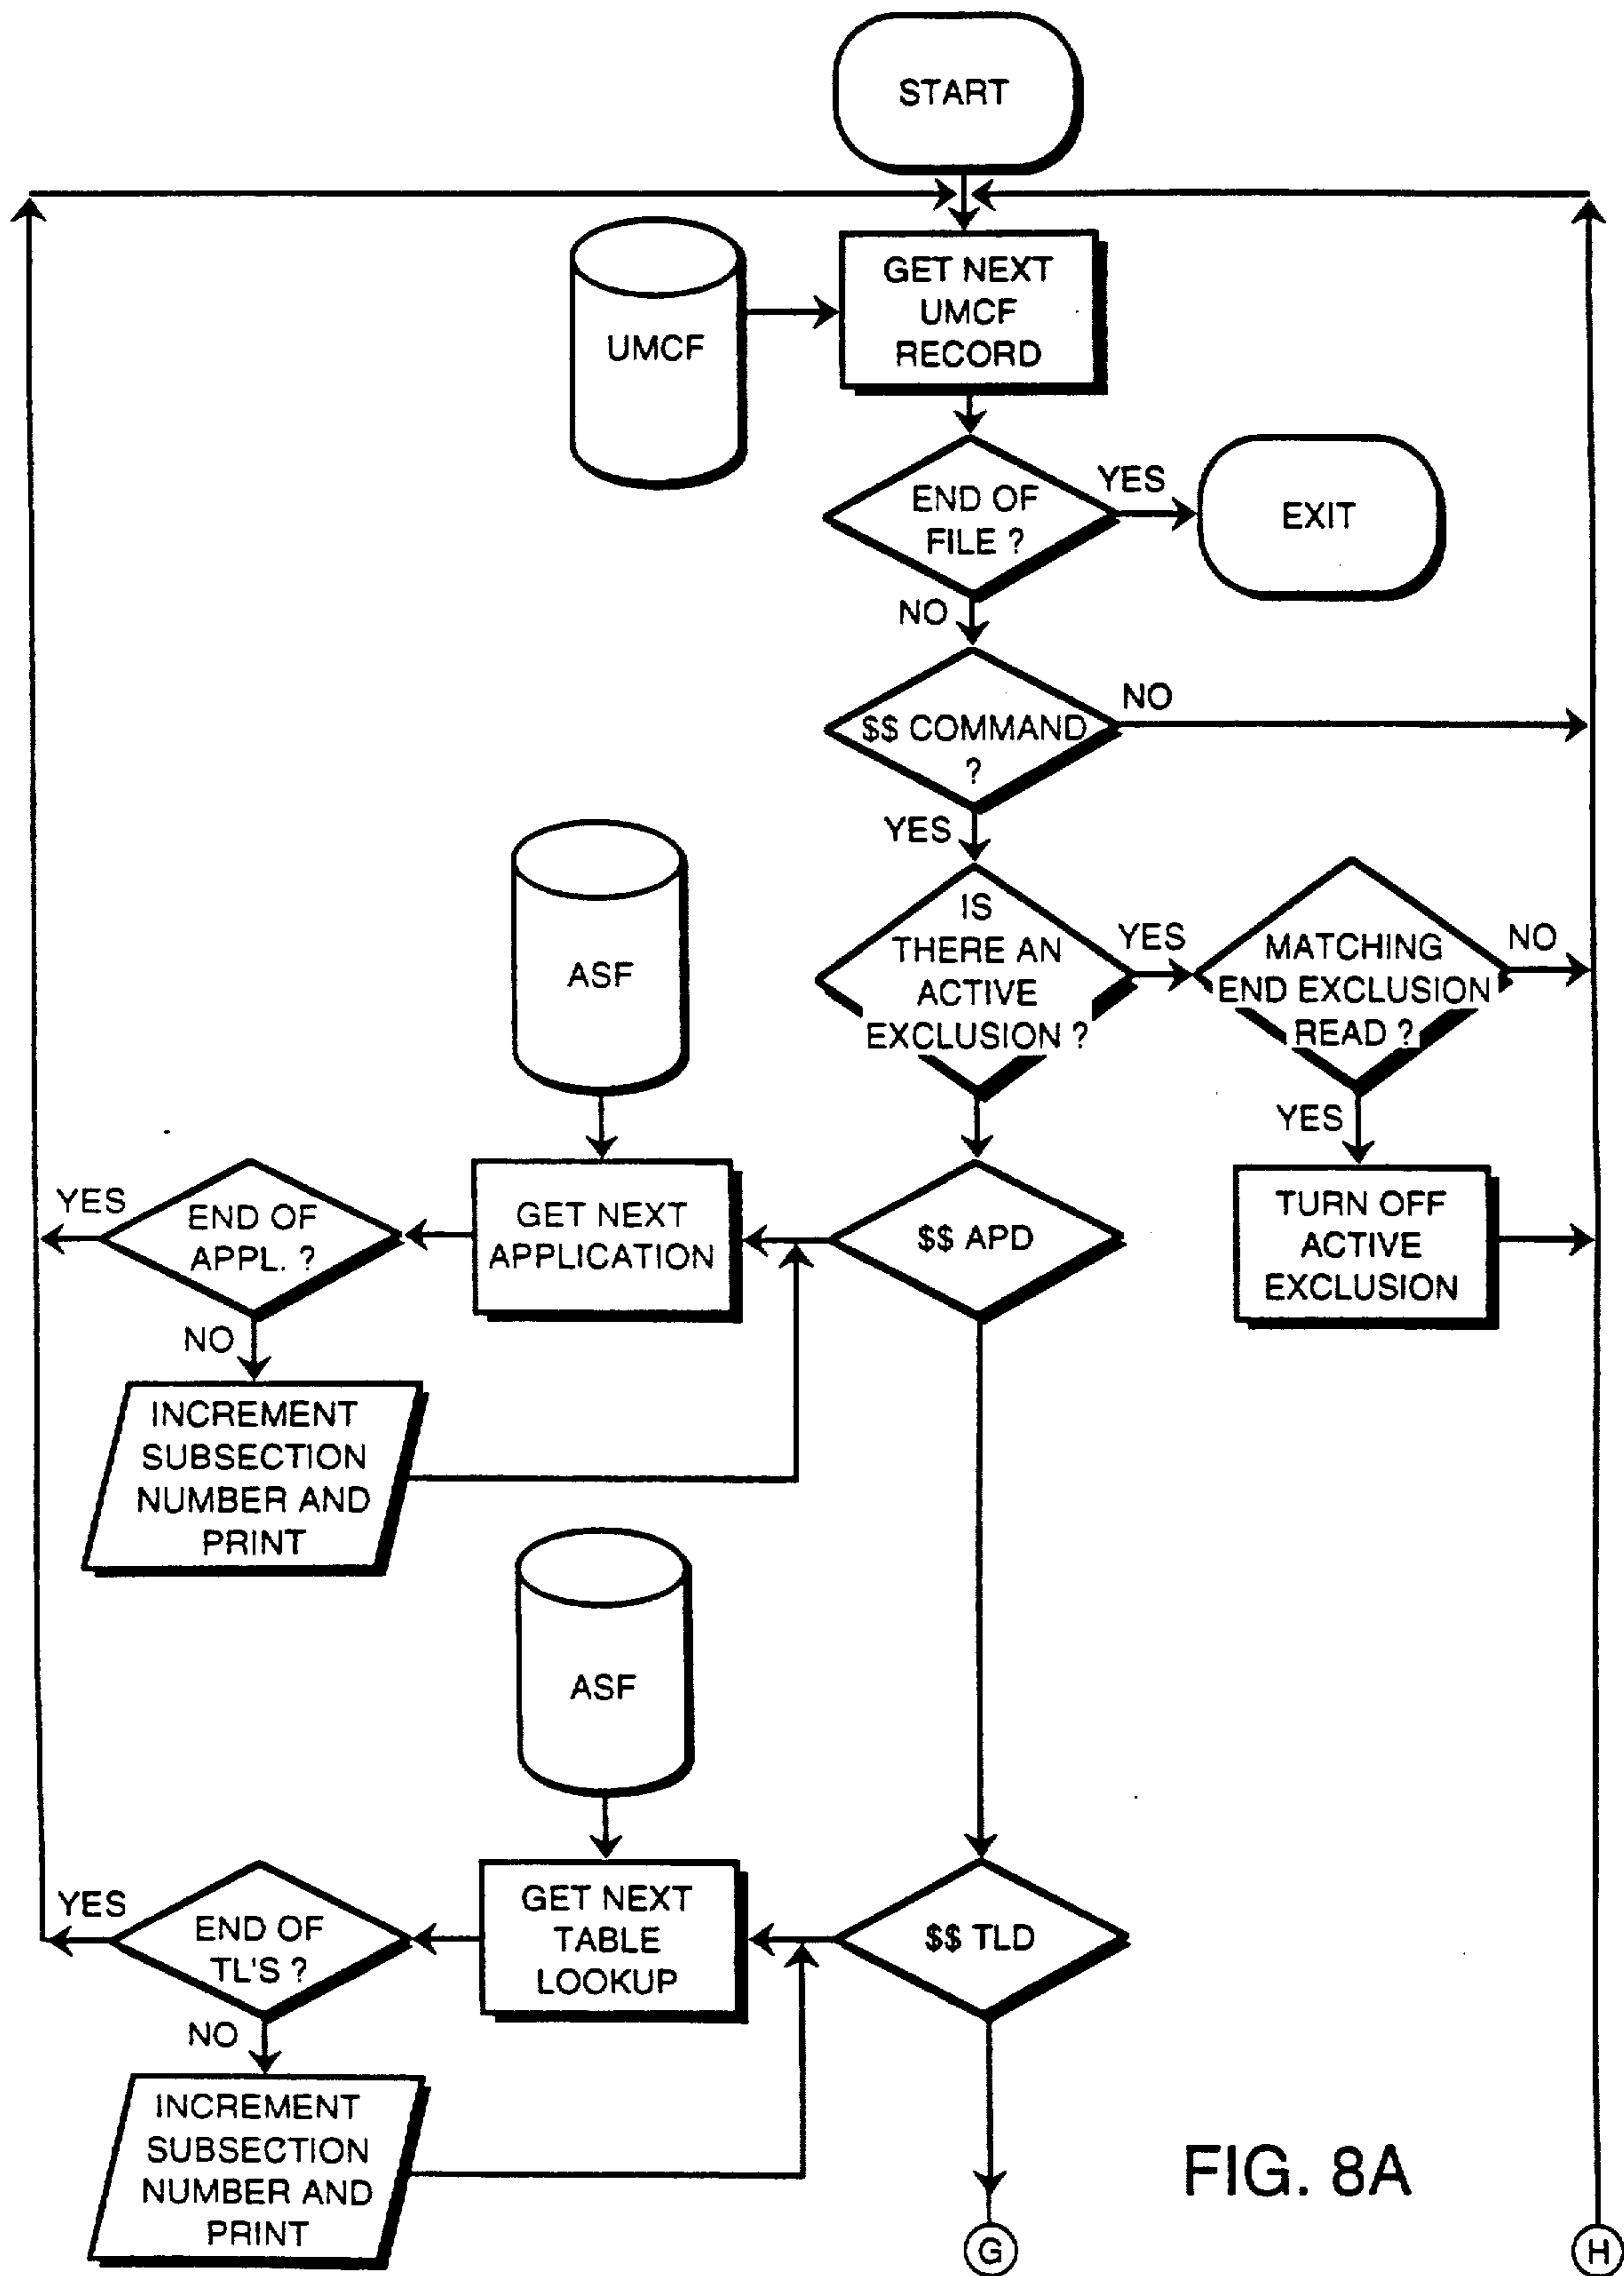 START
GET NEXT
UMCF
RECORD
UMCF
END OF
FILE ?
YES
EXIT
NO
$$ COMMAND
?
NO
YES
IS
THERE AN
ACTIVE
EXCLUSION ?
YES
MATCHING
END EXCLUSION
READ ?
NO
YES
TURN OFF
ACTIVE
EXCLUSION
ASF
$$ APD
GET NEXT
APPLICATION
END OF
APPL. ?
YES
NO
INCREMENT
SUBSECTION
NUMBER AND
PRINT
ASF
$$ TLD
GET NEXT
TABLE
LOOKUP
END OF
TL'S ?
YES
NO
INCREMENT
SUBSECTION
NUMBER AND
PRINT
FIG. 8A
G
H